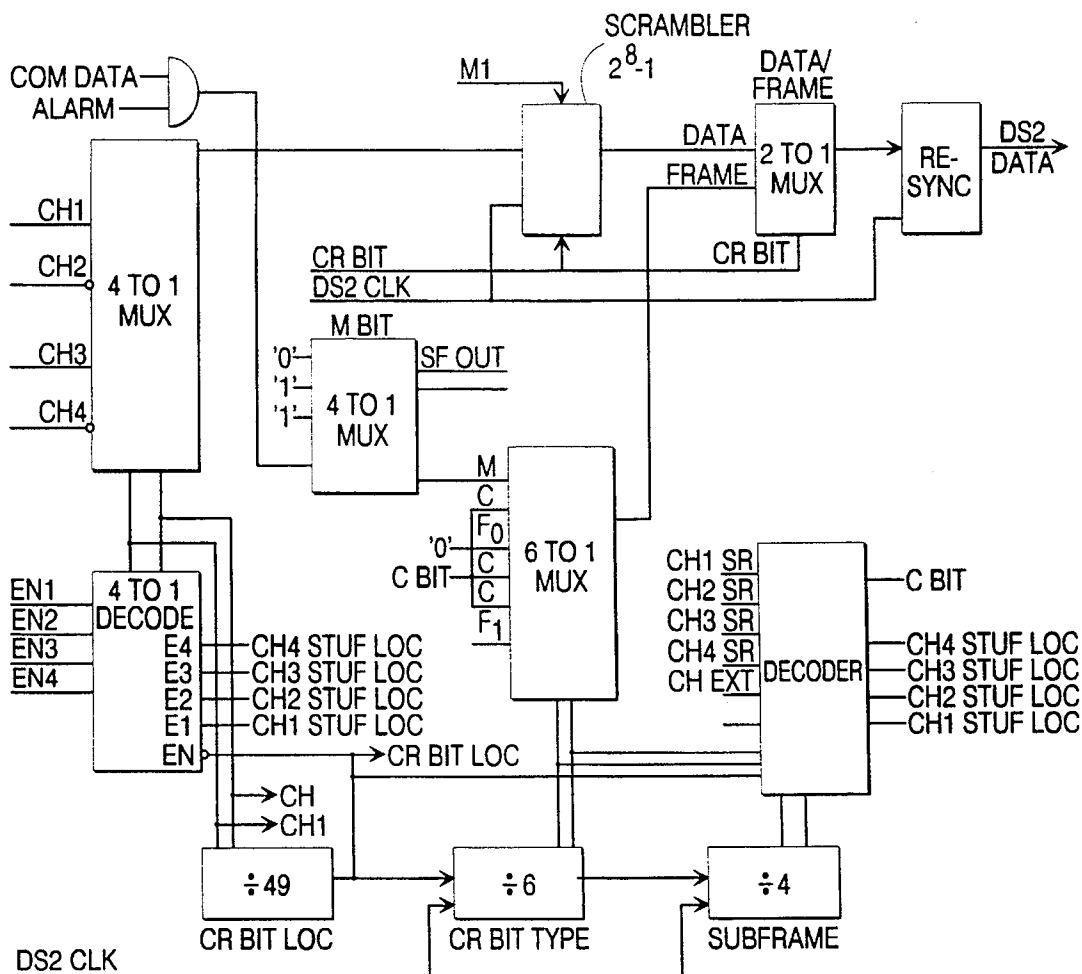 SCRAMBLER
2⁸-1
M1
COM DATA
ALARM
DATA/
FRAME
DATA
FRAME
2 TO 1
MUX
RE-
SYNC
DS2
DATA
CH1
CH2
CH3
CH4
4 TO 1
MUX
CR BIT
DS2 CLK
CR BIT
M BIT
'0'
'1'
'1'
4 TO 1
MUX
SF OUT
M
C
F0
C
C
F1
'0'
C BIT
6 TO 1
MUX
EN1
EN2
EN3
EN4
4 TO 1
DECODE
E4
E3
E2
E1
EN
CH4 STUF LOC
CH3 STUF LOC
CH2 STUF LOC
CH1 STUF LOC
CR BIT LOC
CH1 SR
CH2 SR
CH3 SR
CH4 SR
CH EXT
DECODER
C BIT
CH4 STUF LOC
CH3 STUF LOC
CH2 STUF LOC
CH1 STUF LOC
CH
CH1
÷49
÷6
÷4
CR BIT LOC
CR BIT TYPE
SUBFRAME
DS2 CLK